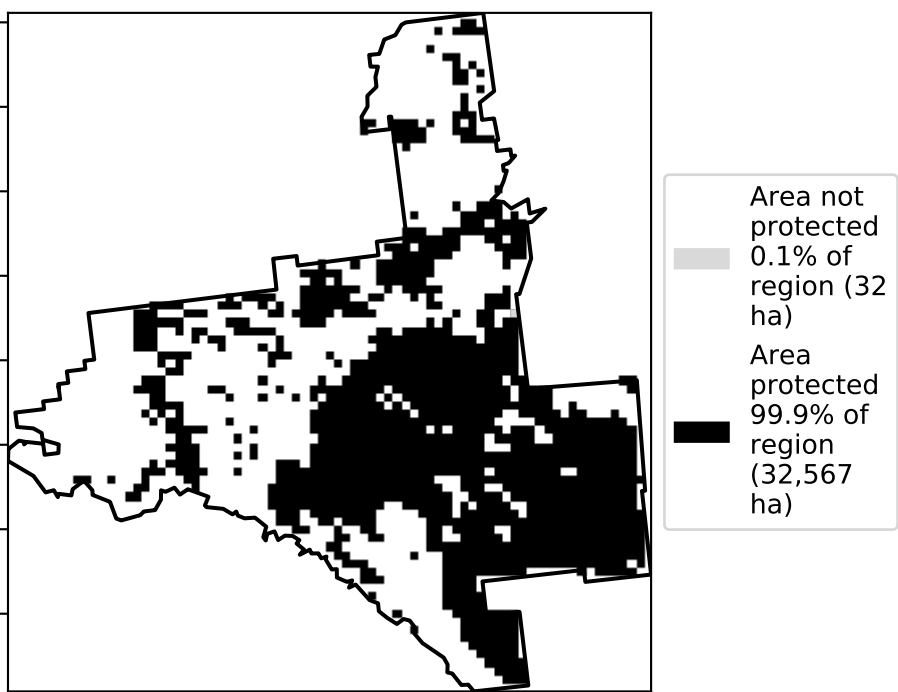 Area not
protected
0.1% of
region (32
ha)
Area
protected
99.9% of
region
(32,567
ha)